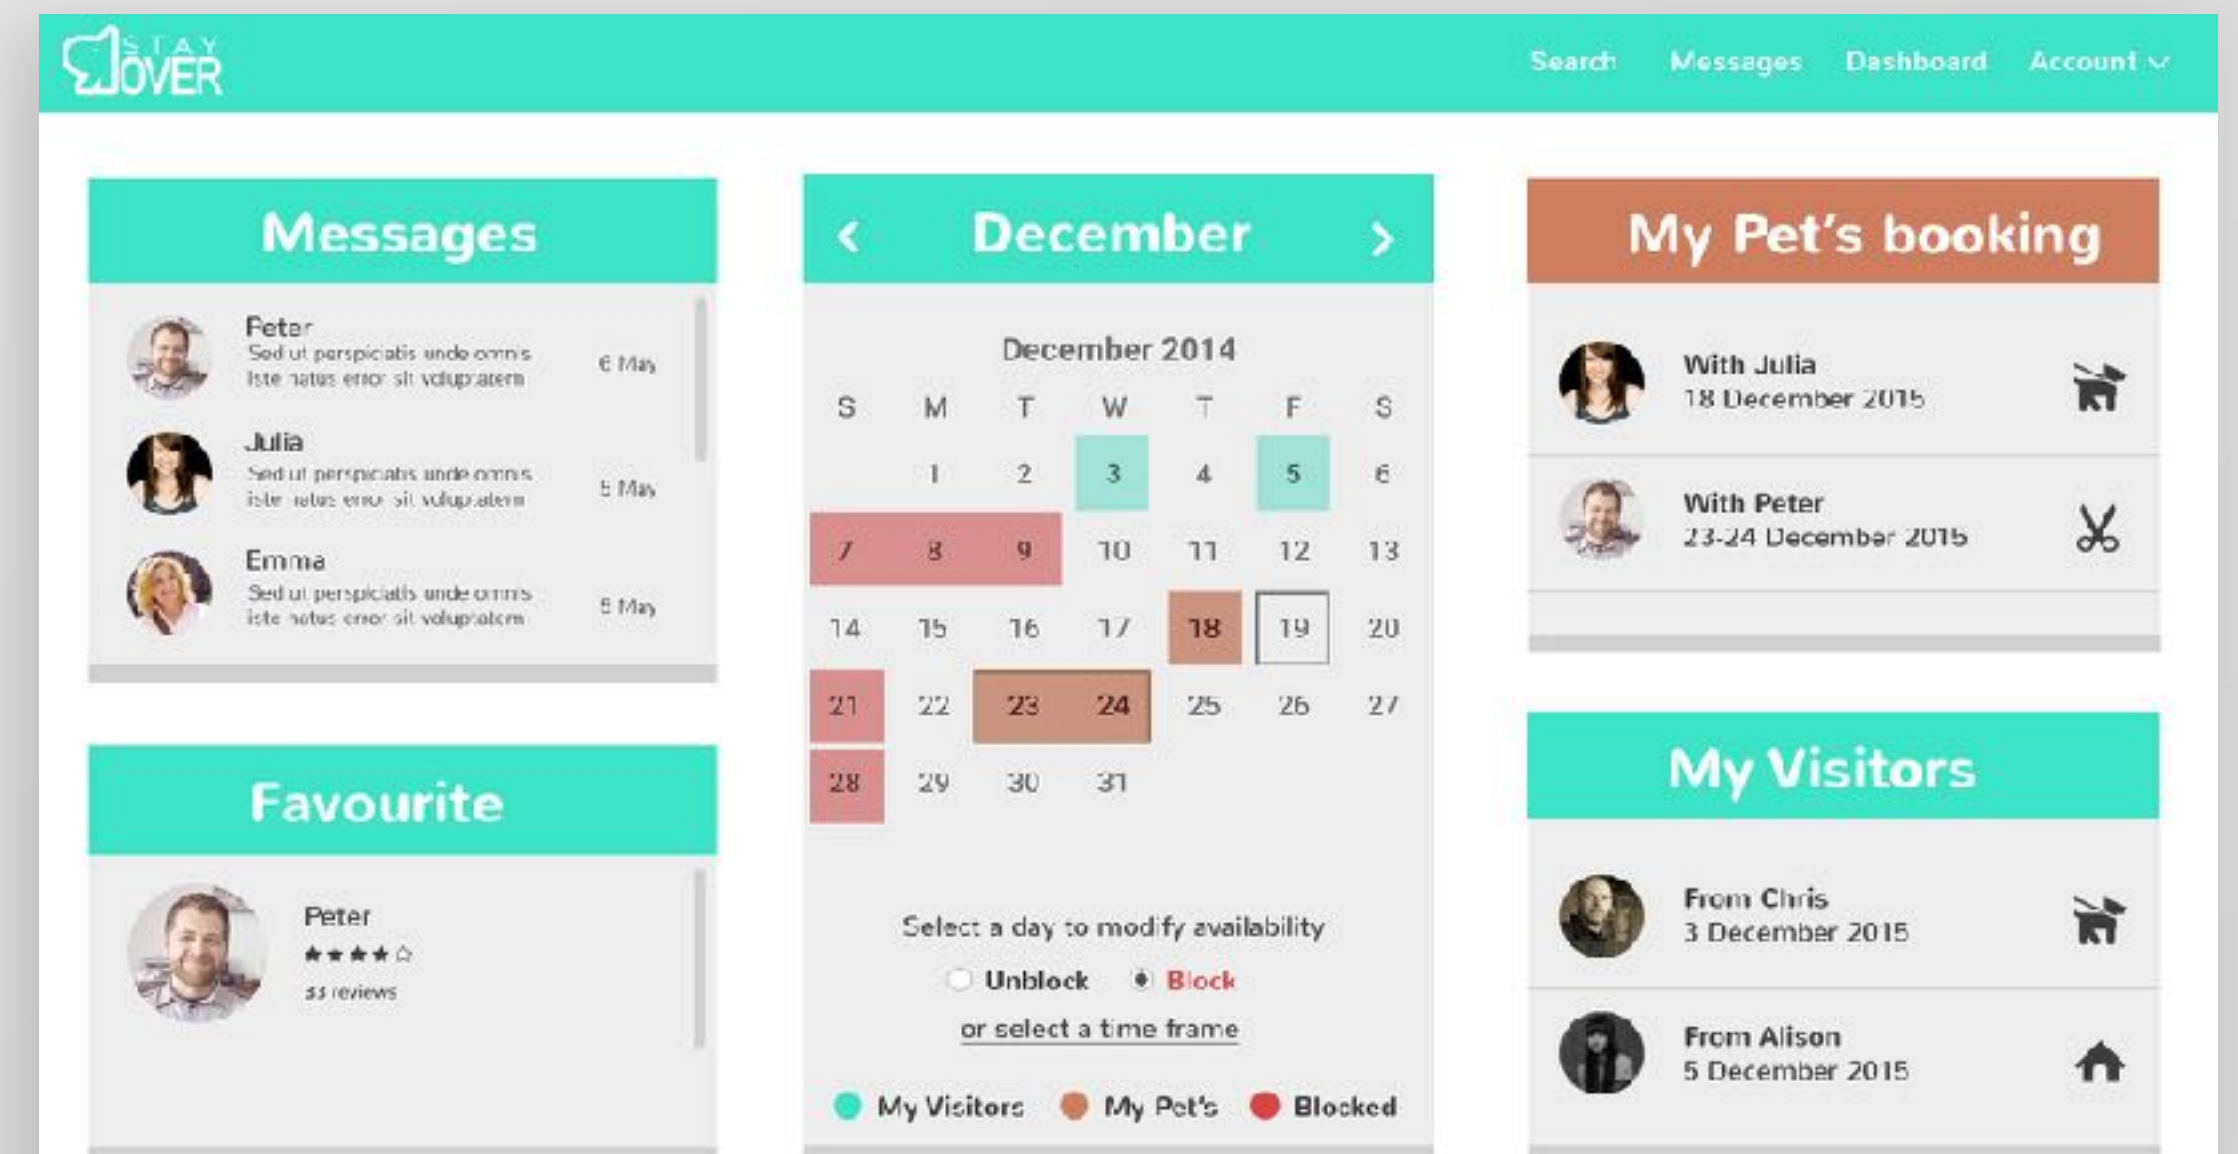 STAY
OVER
Search Messages Dashboard Account
Messages
Peter
Sed ut perspiciatis unde omnis
iste natus error sit voluptatem
6 May
Julia
Sed ut perspiciatis unde omnis
iste natus error sit voluptatem
5 May
Emma
Sed ut perspiciatis unde omnis
iste natus error sit voluptatem
5 May
Favourite
Peter
33 reviews
December
December 2014
S M T W T F S
1 2 3 4 5 6
7 8 9 10 11 12 13
14 15 16 17 18 19 20
21 22 23 24 25 26 27
28 29 30 31
Select a day to modify availability
Unblock Block
or select a time frame
My Visitors My Pet's Blocked
My Pet's booking
With Julia
18 December 2015
With Peter
23-24 December 2015
My Visitors
From Chris
3 December 2015
From Alison
5 December 2015